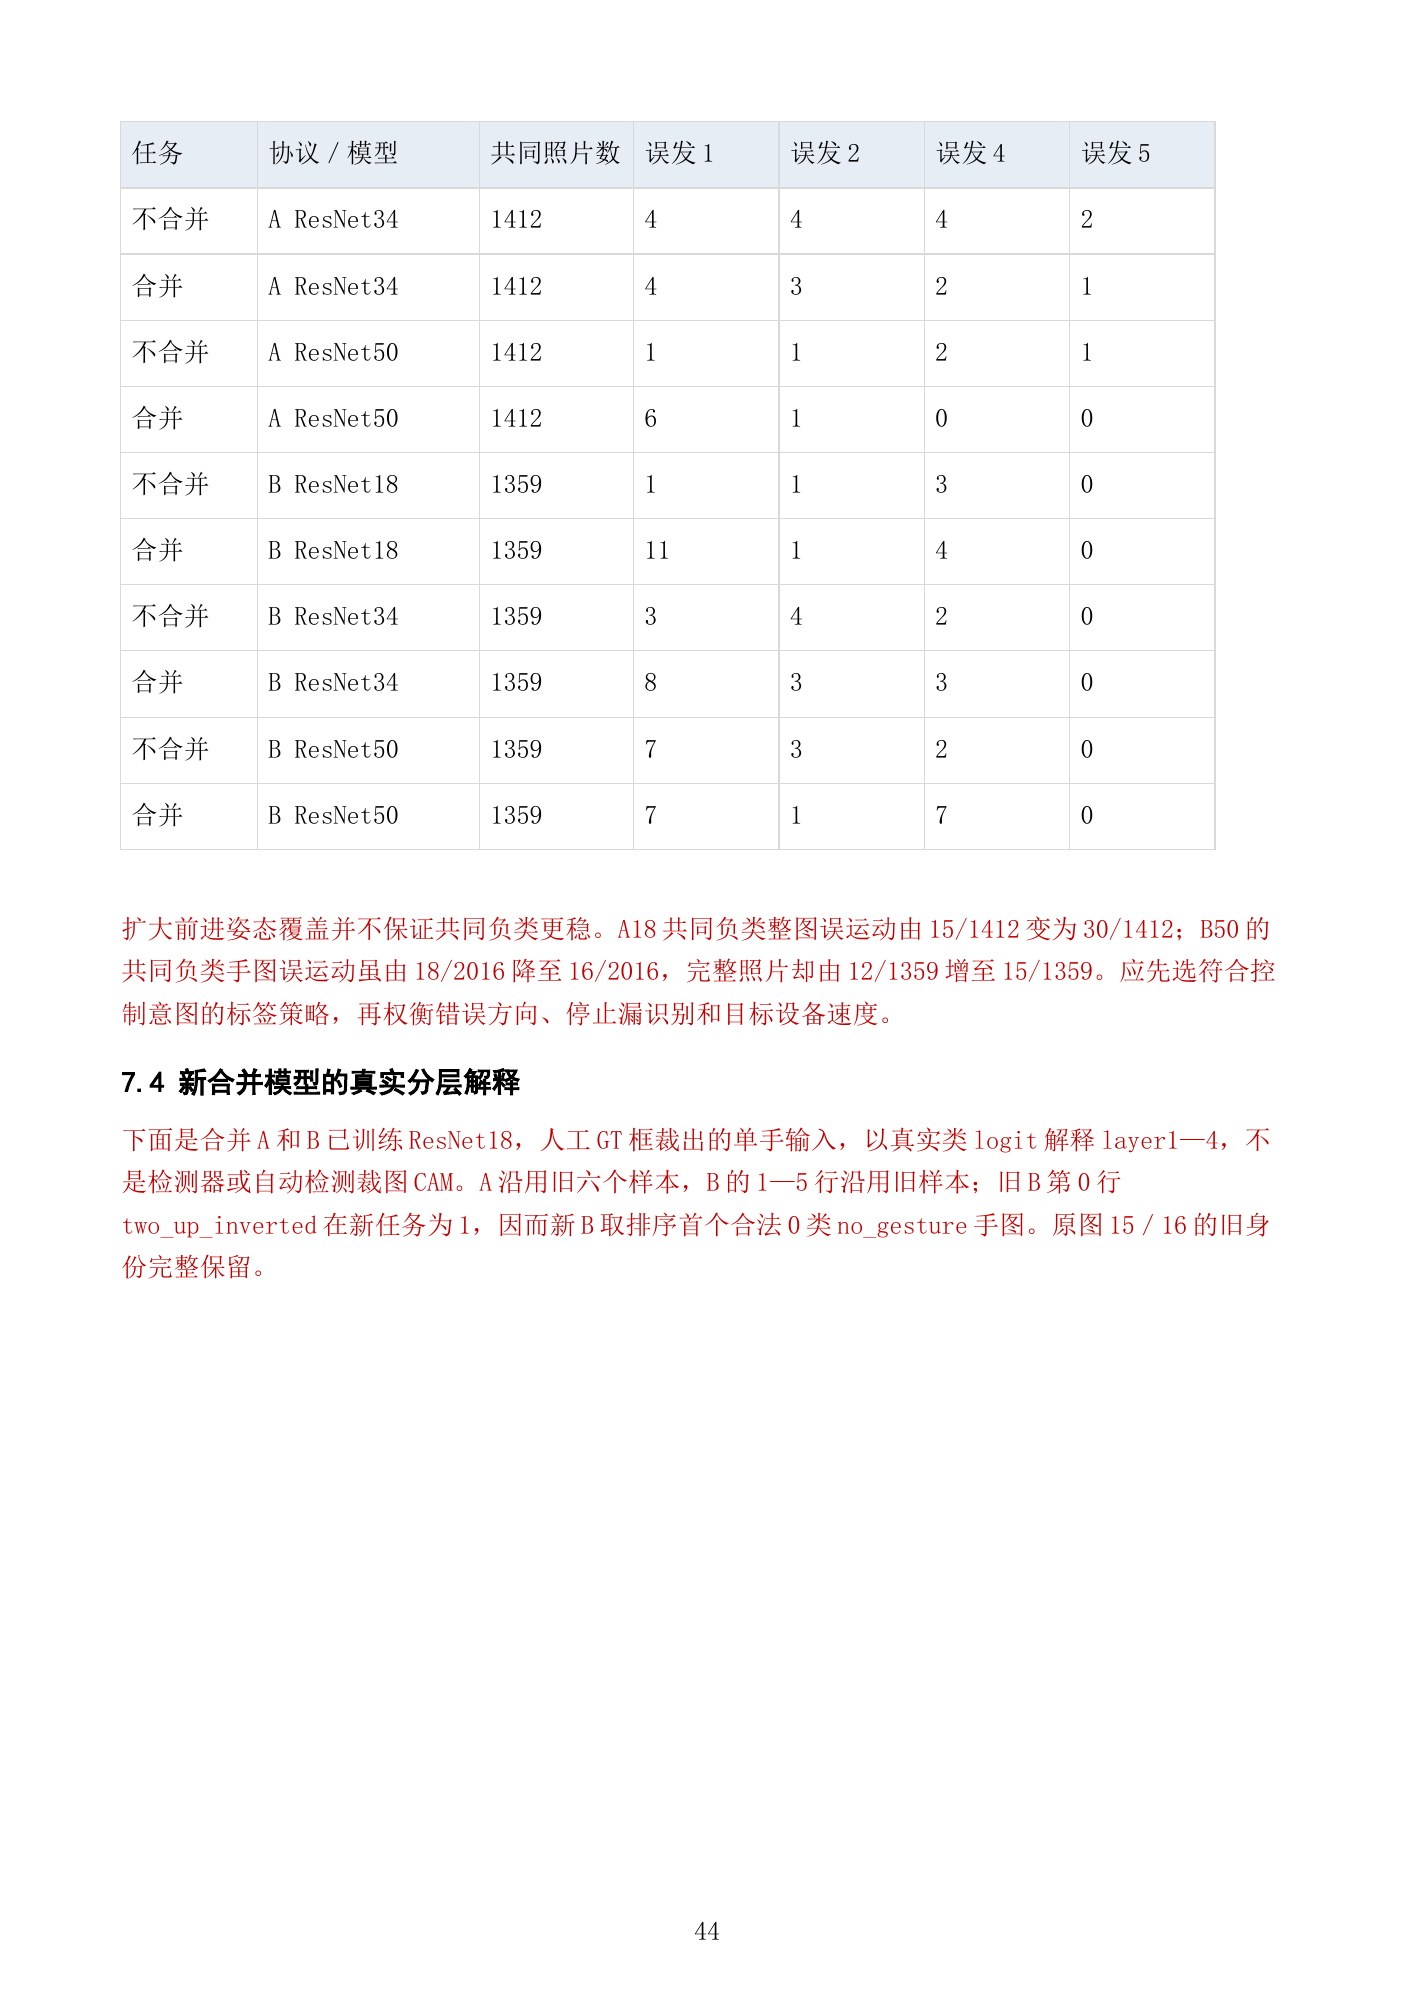 任务 协议 / 模型 共同照片数 误发 1 误发 2 误发 4 误发 5
不合并 A ResNet34 1412 4 4 4 2
合并 A ResNet34 1412 4 3 2 1
不合并 A ResNet50 1412 1 1 2 1
合并 A ResNet50 1412 6 1 0 0
不合并 B ResNet18 1359 1 1 3 0
合并 B ResNet18 1359 11 1 4 0
不合并 B ResNet34 1359 3 4 2 0
合并 B ResNet34 1359 8 3 3 0
不合并 B ResNet50 1359 7 3 2 0
合并 B ResNet50 1359 7 1 7 0
扩大前进姿态覆盖并不保证共同负类更稳。A18 共同负类整图误运动由 15/1412 变为 30/1412；B50 的
共同负类手图误运动虽由 18/2016 降至 16/2016，完整照片却由 12/1359 增至 15/1359。应先选符合控
制意图的标签策略，再权衡错误方向、停止漏识别和目标设备速度。
7.4 新合并模型的真实分层解释
下面是合并 A 和 B 已训练 ResNet18，人工 GT 框裁出的单手输入，以真实类 logit 解释 layer1—4，不
是检测器或自动检测裁图 CAM。A 沿用旧六个样本，B 的 1—5 行沿用旧样本；旧 B 第 0 行
two_up_inverted 在新任务为 1，因而新 B 取排序首个合法 0 类 no_gesture 手图。原图 15 / 16 的旧身
份完整保留。
44